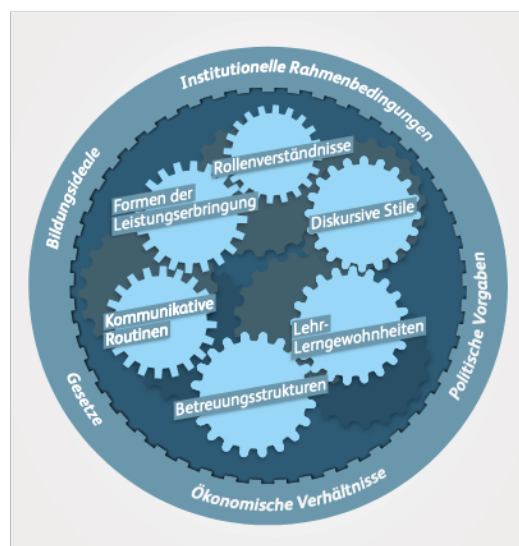 Institutionelle Rahmenbedingungen
Bildungsideale
Politische Vorgaben
Gesetze
Ökonomische Verhältnisse
Rollenverständnisse
Formen der
Leistungserbringung
Diskursive Stile
Kommunikative
Routinen
Lehr-
Lerngewohnheiten
Betreuungsstrukturen